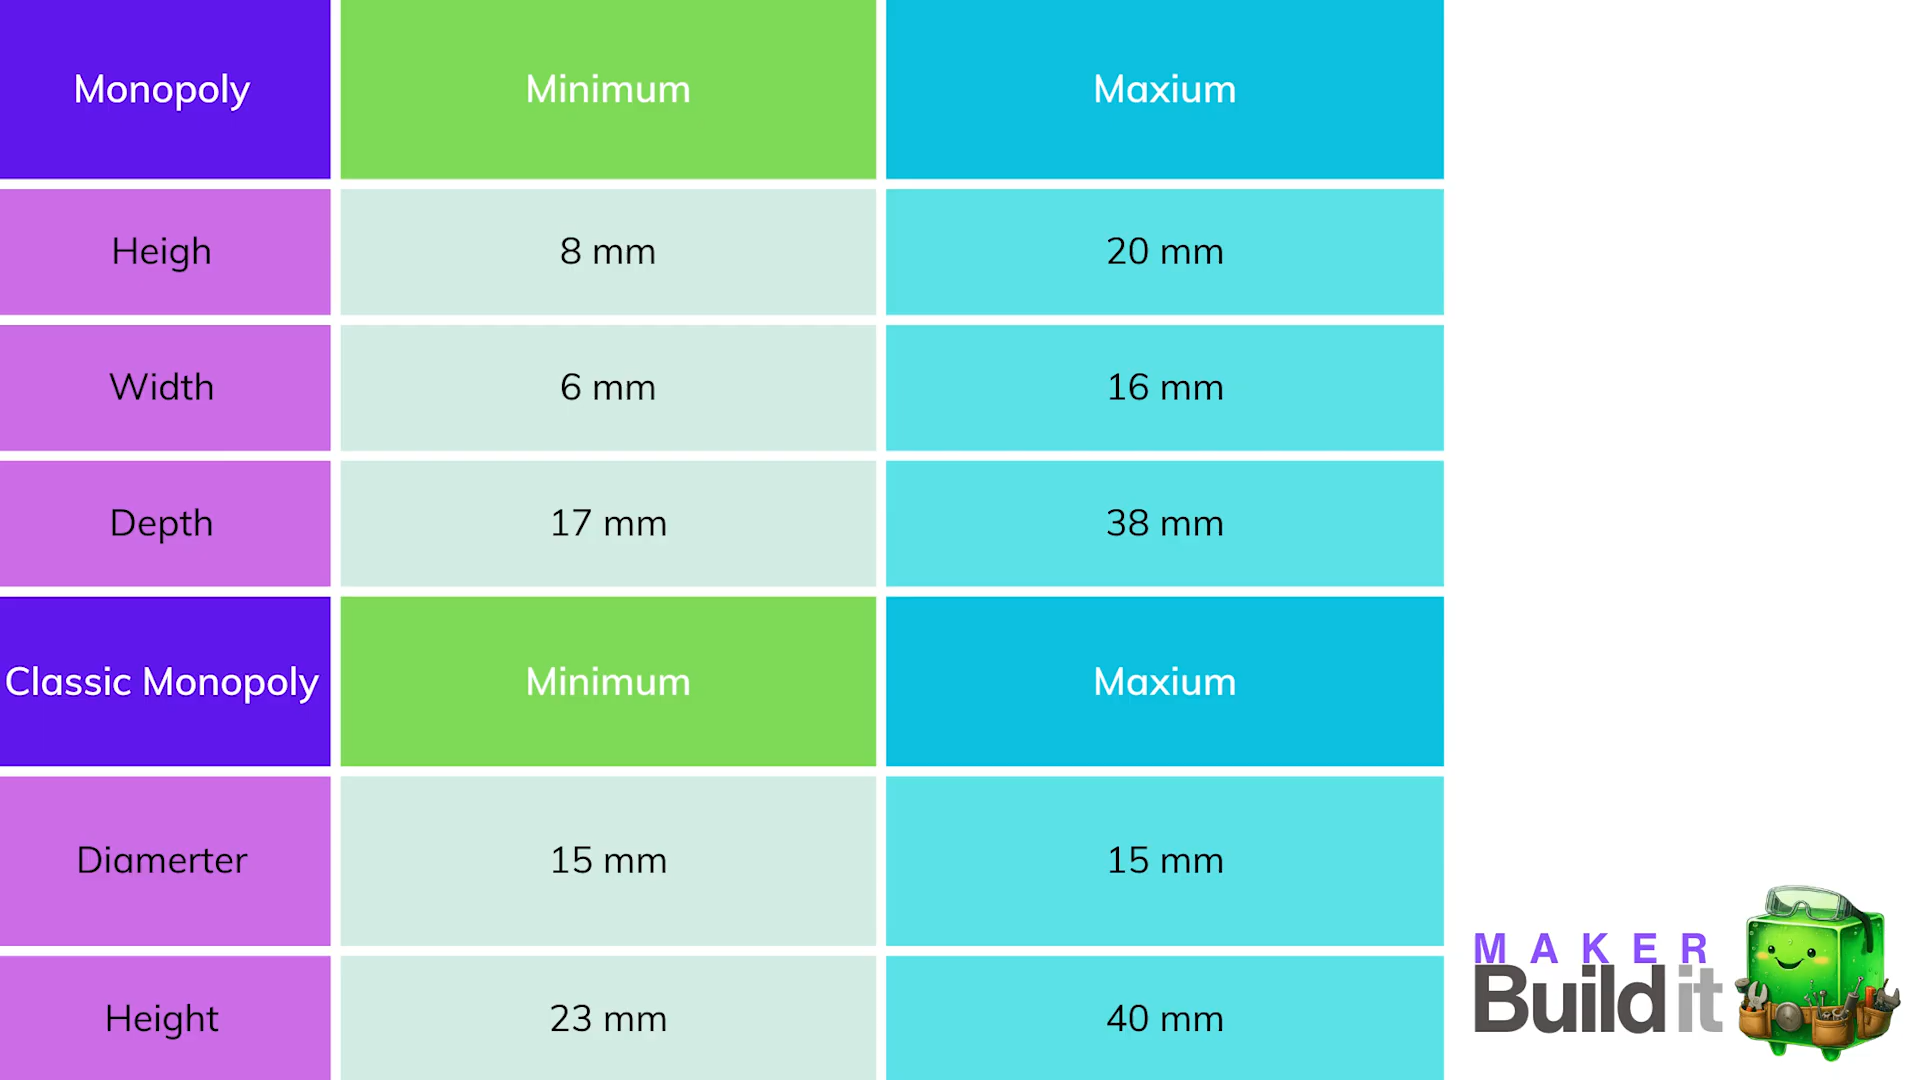 Monopoly Minimum Maxium
Heigh 8 mm 20 mm
Width 6 mm 16 mm
Depth 17 mm 38 mm
Classic Monopoly Minimum Maxium
Diamerter 15 mm 15 mm
Height 23 mm 40 mm
MAKER
Build it